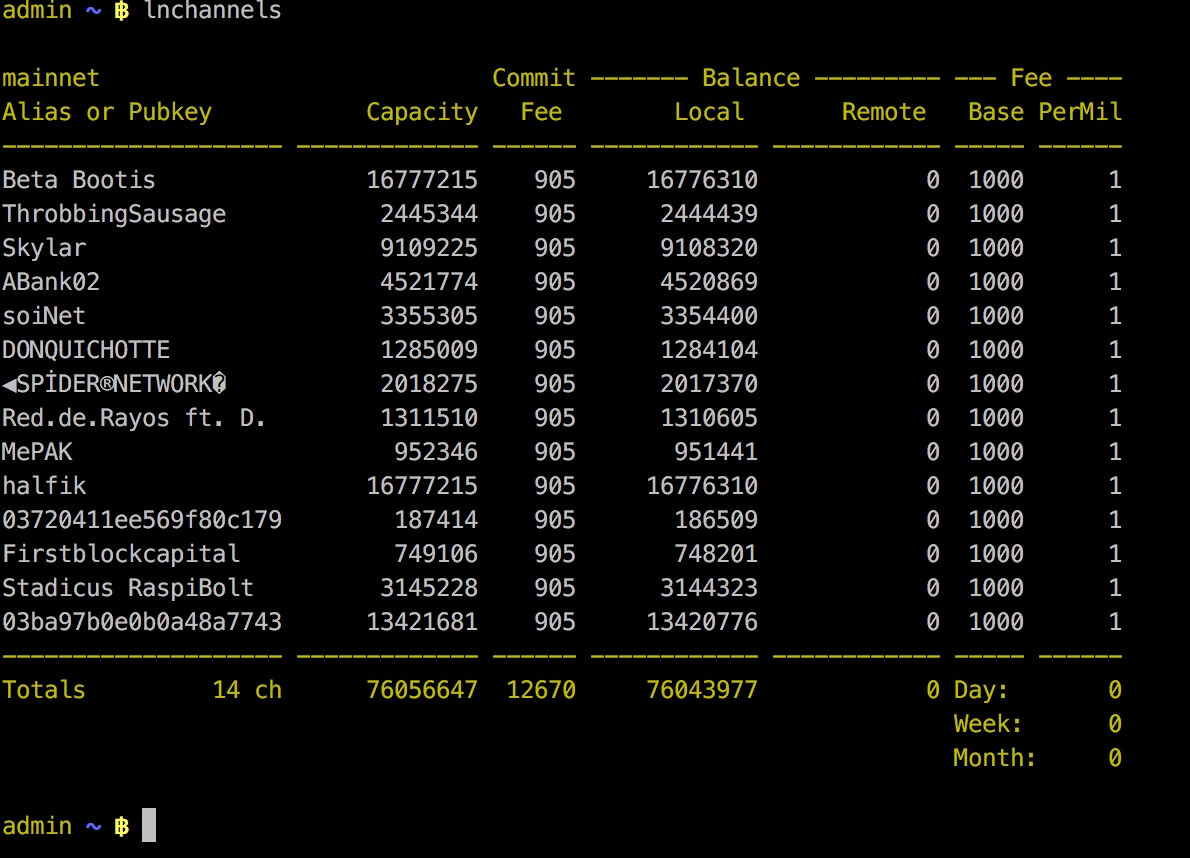 admin ~ ฿ lnchannels
mainnet Commit ------- Balance --------- --- Fee ----
Alias or Pubkey Capacity Fee Local Remote Base PerMil
-------------------- ------------- ------ ------------ ------------ ----- ------
Beta Bootis 16777215 905 16776310 0 1000 1
ThrobbingSausage 2445344 905 2444439 0 1000 1
Skylar 9109225 905 9108320 0 1000 1
ABank02 4521774 905 4520869 0 1000 1
soiNet 3355305 905 3354400 0 1000 1
DONQUICHOTTE 1285009 905 1284104 0 1000 1
◀SPİDER®NETWORK� 2018275 905 2017370 0 1000 1
Red.de.Rayos ft. D. 1311510 905 1310605 0 1000 1
MePAK 952346 905 951441 0 1000 1
halfik 16777215 905 16776310 0 1000 1
03720411ee569f80c179 187414 905 186509 0 1000 1
Firstblockcapital 749106 905 748201 0 1000 1
Stadicus RaspiBolt 3145228 905 3144323 0 1000 1
03ba97b0e0b0a48a7743 13421681 905 13420776 0 1000 1
-------------------- ------------- ------ ------------ ------------ ----- ------
Totals 14 ch 76056647 12670 76043977 0 Day: 0
Week: 0
Month: 0
admin ~ ฿